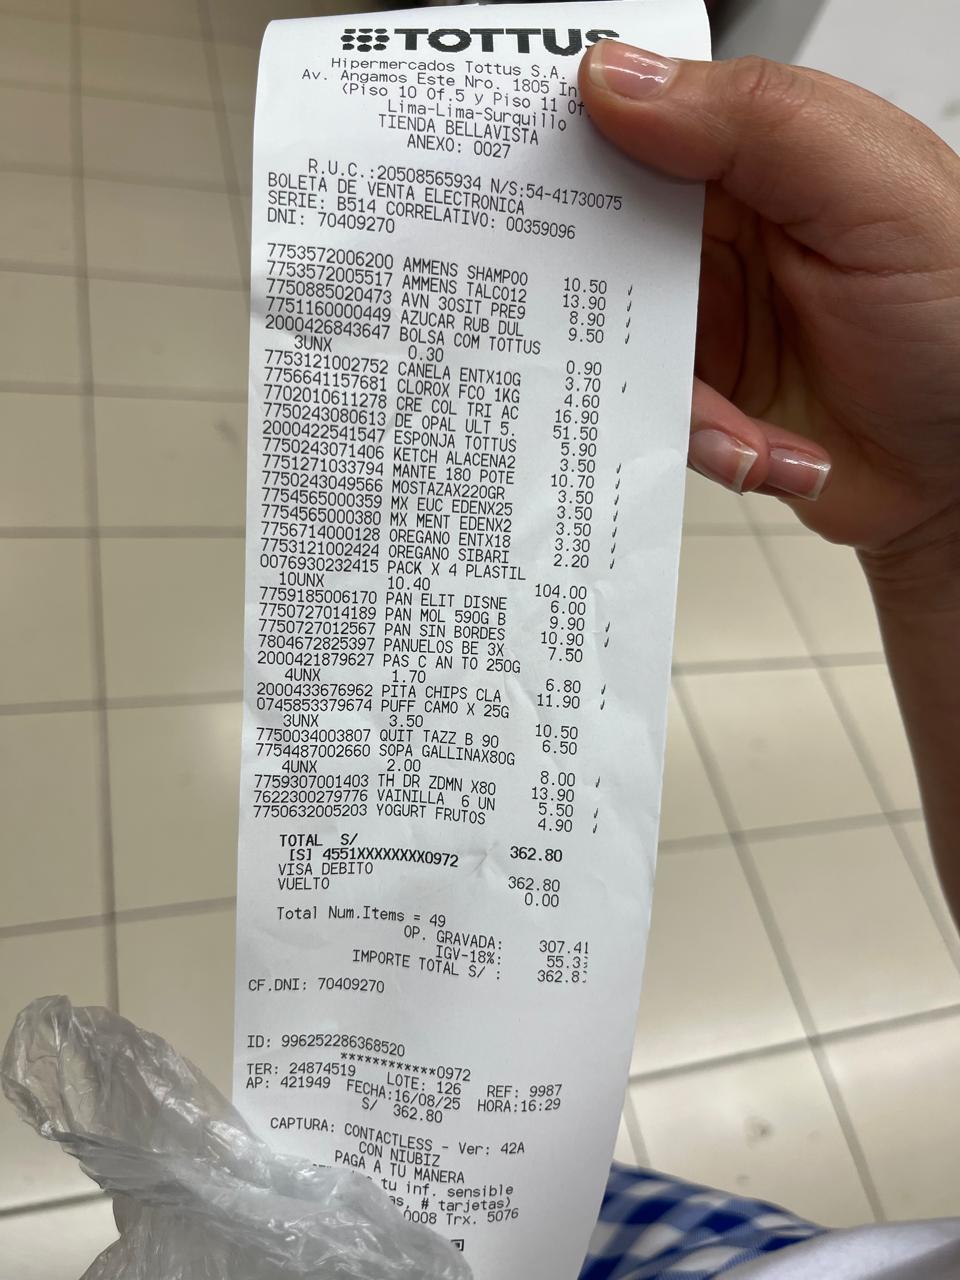 TOTTUS
Hipermercados Tottus S.A.
Av. Angamos Este Nro. 1805 In
(Piso 10 Of.5 y Piso 11 Of
Lima-Lima-Surquillo
TIENDA BELLAVISTA
ANEXO: 0027
R.U.C.:20508565934 N/S:54-41730075
BOLETA DE VENTA ELECTRONICA
SERIE: B514 CORRELATIVO: 00359096
DNI: 70409270
7753572006200 AMMENS SHAMPOO 10.50
7753572005517 AMMENS TALCO12 13.90
7750885020473 AVN 30SIT PRE9 8.90
7751160000449 AZUCAR RUB DUL 9.50
2000426843647 BOLSA COM TOTTUS
3UNX 0.30 0.90
7753121002752 CANELA ENTX10G 3.70
7756641157681 CLOROX FCO 1KG 4.60
7702010611278 CRE COL TRI AC 16.90
7750243080613 DE OPAL ULT 5. 51.50
2000422541547 ESPONJA TOTTUS 5.90
7750243071406 KETCH ALACENA2 3.50
7751271033794 MANTE 180 POTE 10.70
7750243049566 MOSTAZAX220GR 3.50
7754565000359 MX EUC EDENX25 3.50
7754565000380 MX MENT EDENX2 3.50
7756714000128 OREGANO ENTX18 3.30
7753121002424 OREGANO SIBARI 2.20
0076930232415 PACK X 4 PLASTIL
10UNX 10.40 104.00
7759185006170 PAN ELIT DISNE 6.00
7750727014189 PAN MOL 590G B 9.90
7750727012567 PAN SIN BORDES 10.90
7804672825397 PANUELOS BE 3X 7.50
2000421879627 PAS C AN TO 250G
4UNX 1.70 6.80
2000433676962 PITA CHIPS CLA 11.90
0745853379674 PUFF CAMO X 25G
3UNX 3.50 10.50
7750034003807 QUIT TAZZ B 90 6.50
7754487002660 SOPA GALLINAX80G
4UNX 2.00 8.00
7759307001403 TH DR ZDMN X80 13.90
7622300279776 VAINILLA 6 UN 5.50
7750632005203 YOGURT FRUTOS 4.90
TOTAL S/ 362.80
[S] 4551XXXXXXXX0972
VISA DEBITO 362.80
VUELTO 0.00
Total Num.Items = 49
OP. GRAVADA: 307.41
IGV-18%: 55.3
IMPORTE TOTAL S/ : 362.8
CF.DNI: 70409270
ID: 996252286368520
************0972
TER: 24874519 LOTE: 126 REF: 9987
AP: 421949 FECHA:16/08/25 HORA:16:29
S/ 362.80
CAPTURA: CONTACTLESS - Ver: 42A
CON NIUBIZ
PAGA A TU MANERA
tu inf. sensible
as, # tarjetas)
0008 Trx. 5076